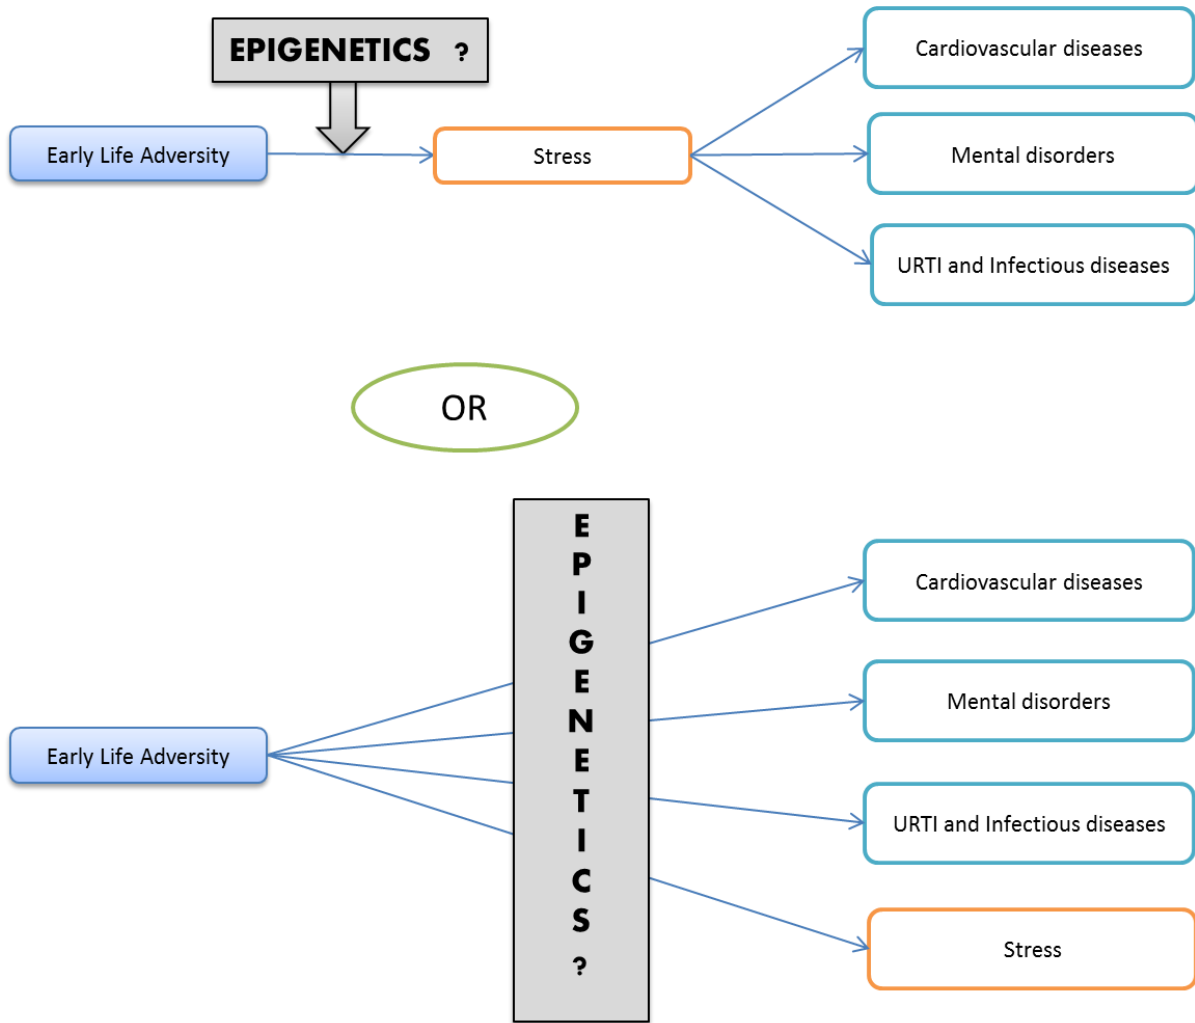 EPIGENETICS ?
Early Life Adversity
Stress
Cardiovascular diseases
Mental disorders
URTI and Infectious diseases
OR
Early Life Adversity
E
P
I
G
E
N
E
T
I
C
S
?
Cardiovascular diseases
Mental disorders
URTI and Infectious diseases
Stress